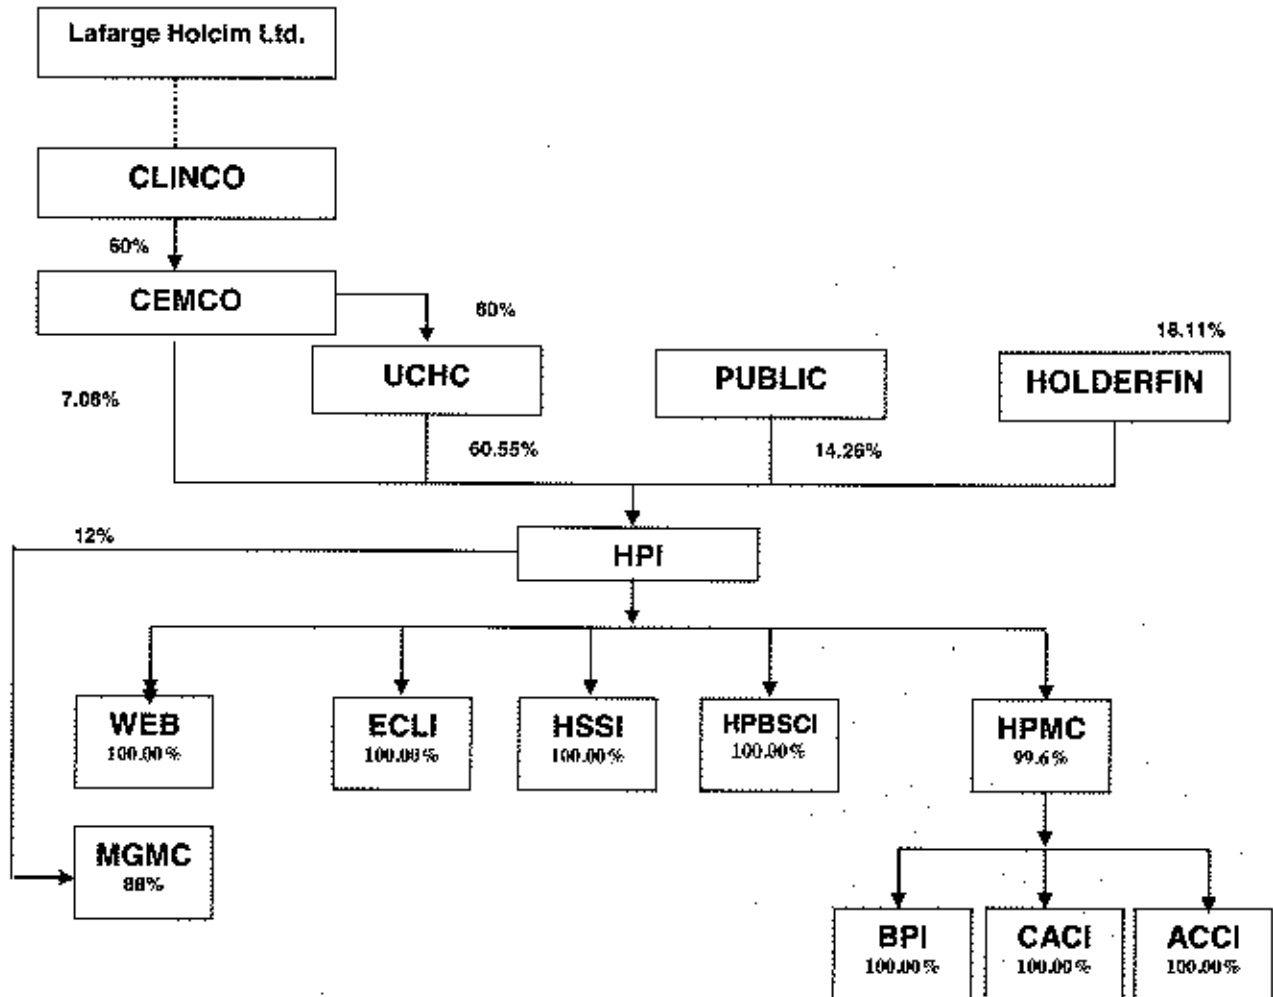 Lafarge Holcim Ltd.
CLINCO
60%
CEMCO
60%
18.11%
UCHC
PUBLIC
HOLDERFIN
7.08%
60.55%
14.26%
12%
HPI
WEB
100.00%
ECLI
100.00%
HSSI
100.00%
HPBSCI
100.00%
HPMC
99.6%
MGMC
88%
BPI
100.00%
CACI
100.00%
ACCI
100.00%